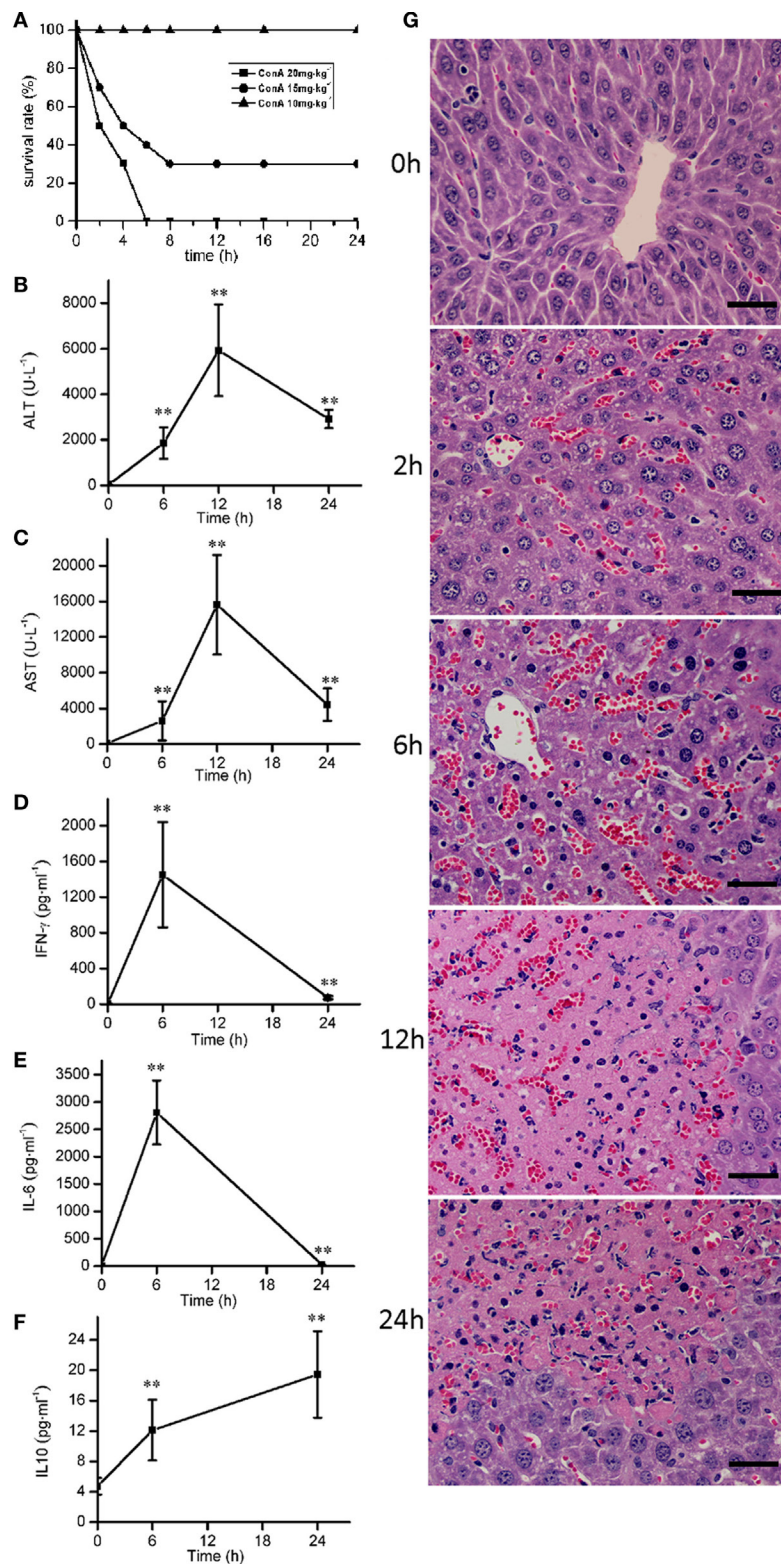 A
100
80
60
40
20
0
survival rate (%)
ConA 20mg·kg⁻¹
ConA 15mg·kg⁻¹
ConA 10mg·kg⁻¹
0 4 8 12 16 20 24
time (h)
B
8000
6000
4000
2000
0
ALT (U·L⁻¹)
**
**
**
0 6 12 18 24
Time (h)
C
20000
16000
12000
8000
4000
0
AST (U·L⁻¹)
**
**
**
0 6 12 18 24
Time (h)
D
2000
1600
1200
800
400
0
IFN-γ (pg·ml⁻¹)
**
**
0 6 12 18 24
Time (h)
E
3500
3000
2500
2000
1500
1000
500
0
IL-6 (pg·ml⁻¹)
**
**
0 6 12 18 24
Time (h)
F
24
20
16
12
8
4
0
IL10 (pg·ml⁻¹)
**
**
0 6 12 18 24
Time (h)
G
0h
2h
6h
12h
24h